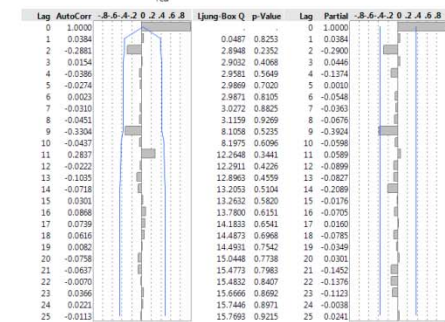 Lag AutoCorr -.8-.6-.4-.2 0 .2 .4 .6 .8 Ljung-Box Q p-Value Lag Partial -.8-.6-.4-.2 0 .2 .4 .6 .8
0 1.0000 0 1.0000
1 0.0384 0.0487 0.8253 1 0.0384
2 -0.2881 2.8948 0.2352 2 -0.2900
3 0.0154 2.9032 0.4068 3 0.0446
4 -0.0386 2.9581 0.5649 4 -0.1374
5 -0.0274 2.9869 0.7020 5 0.0010
6 0.0023 2.9871 0.8105 6 -0.0548
7 -0.0310 3.0272 0.8825 7 -0.0363
8 -0.0451 3.1159 0.9269 8 -0.0676
9 -0.3304 8.1058 0.5235 9 -0.3924
10 -0.0437 8.1975 0.6096 10 -0.0598
11 0.2837 12.2648 0.3441 11 0.0589
12 -0.0222 12.2911 0.4226 12 -0.0899
13 -0.1035 12.8963 0.4559 13 -0.0827
14 -0.0718 13.2053 0.5104 14 -0.2089
15 0.0301 13.2632 0.5820 15 -0.0176
16 0.0868 13.7800 0.6151 16 -0.0705
17 0.0739 14.1833 0.6541 17 0.0160
18 0.0616 14.4873 0.6968 18 -0.0785
19 0.0082 14.4931 0.7542 19 -0.0349
20 0.0758 15.0448 0.7738 20 0.0301
21 -0.0637 15.4773 0.7983 21 -0.1452
22 -0.0070 15.4832 0.8407 22 -0.1376
23 0.0366 15.6666 0.8692 23 -0.1123
24 0.0221 15.7446 0.8971 24 -0.0038
25 -0.0113 15.7693 0.9215 25 0.0241